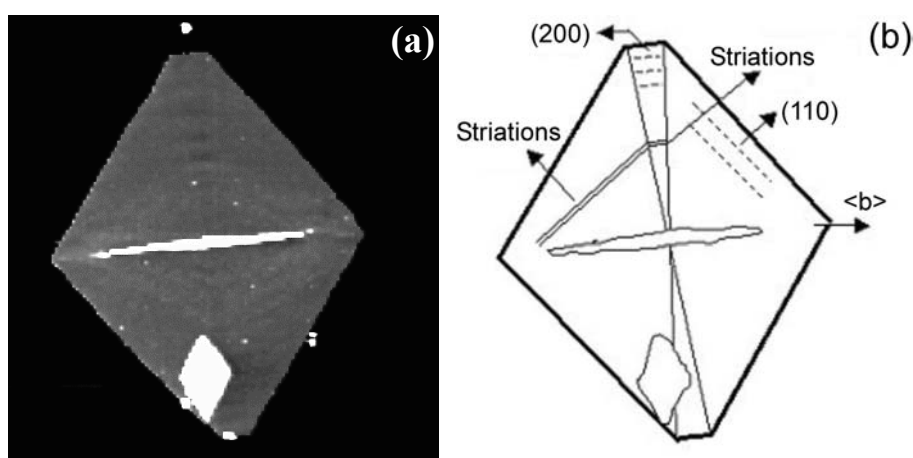 (a)
(200)
(b)
Striations
Striations
(110)
<b>